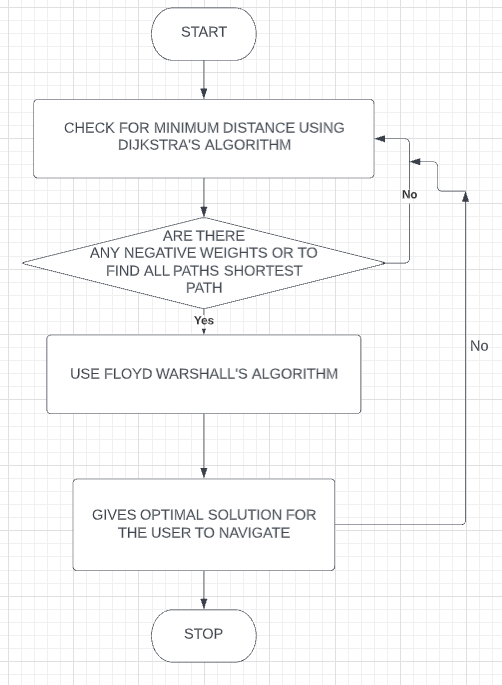 START
CHECK FOR MINIMUM DISTANCE USING
DIJKSTRA'S ALGORITHM
No
ARE THERE
ANY NEGATIVE WEIGHTS OR TO
FIND ALL PATHS SHORTEST
PATH
Yes
No
USE FLOYD WARSHALL'S ALGORITHM
GIVES OPTIMAL SOLUTION FOR
THE USER TO NAVIGATE
STOP